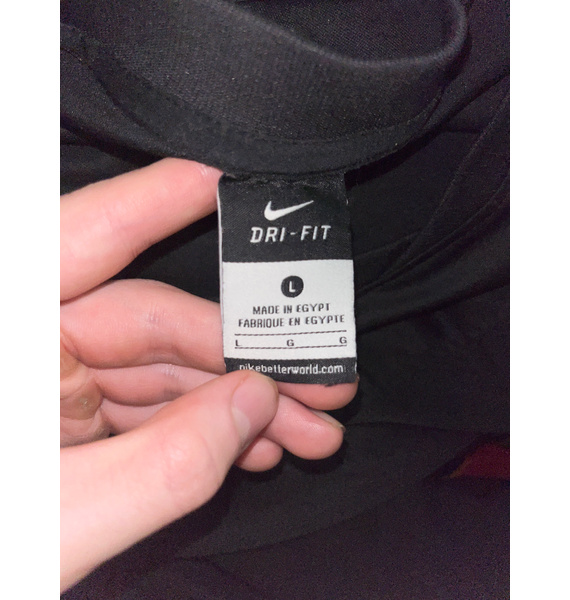 DRI-FIT
L
MADE IN EGYPT
FABRIQUE EN EGYPTE
L G G
nikebetterworld.com